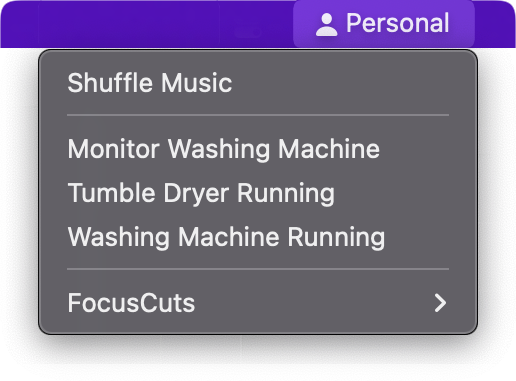 Personal
Shuffle Music
Monitor Washing Machine
Tumble Dryer Running
Washing Machine Running
FocusCuts